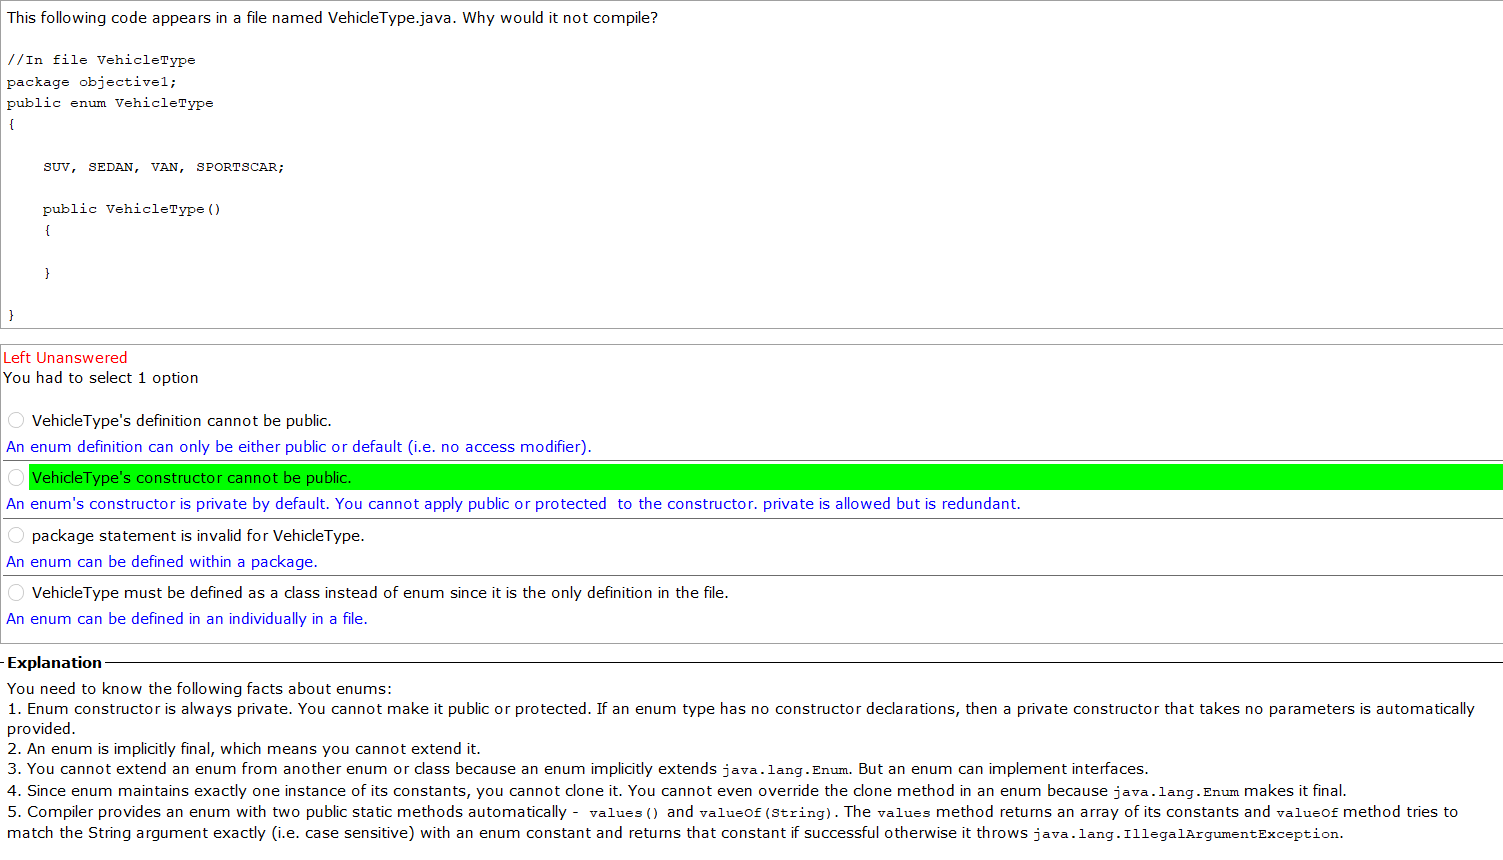 This following code appears in a file named VehicleType.java. Why would it not compile?
//In file VehicleType
package objective1;
public enum VehicleType
{
SUV, SEDAN, VAN, SPORTSCAR;
public VehicleType()
{
}
}
Left Unanswered
You had to select 1 option
VehicleType's definition cannot be public.
An enum definition can only be either public or default (i.e. no access modifier).
VehicleType's constructor cannot be public.
An enum's constructor is private by default. You cannot apply public or protected  to the constructor. private is allowed but is redundant.
package statement is invalid for VehicleType.
An enum can be defined within a package.
VehicleType must be defined as a class instead of enum since it is the only definition in the file.
An enum can be defined in an individually in a file.
Explanation
You need to know the following facts about enums:
1. Enum constructor is always private. You cannot make it public or protected. If an enum type has no constructor declarations, then a private constructor that takes no parameters is automatically
provided.
2. An enum is implicitly final, which means you cannot extend it.
3. You cannot extend an enum from another enum or class because an enum implicitly extends java.lang.Enum. But an enum can implement interfaces.
4. Since enum maintains exactly one instance of its constants, you cannot clone it. You cannot even override the clone method in an enum because java.lang.Enum makes it final.
5. Compiler provides an enum with two public static methods automatically -  values() and valueOf(String). The values method returns an array of its constants and valueOf method tries to
match the String argument exactly (i.e. case sensitive) with an enum constant and returns that constant if successful otherwise it throws java.lang.IllegalArgumentException.